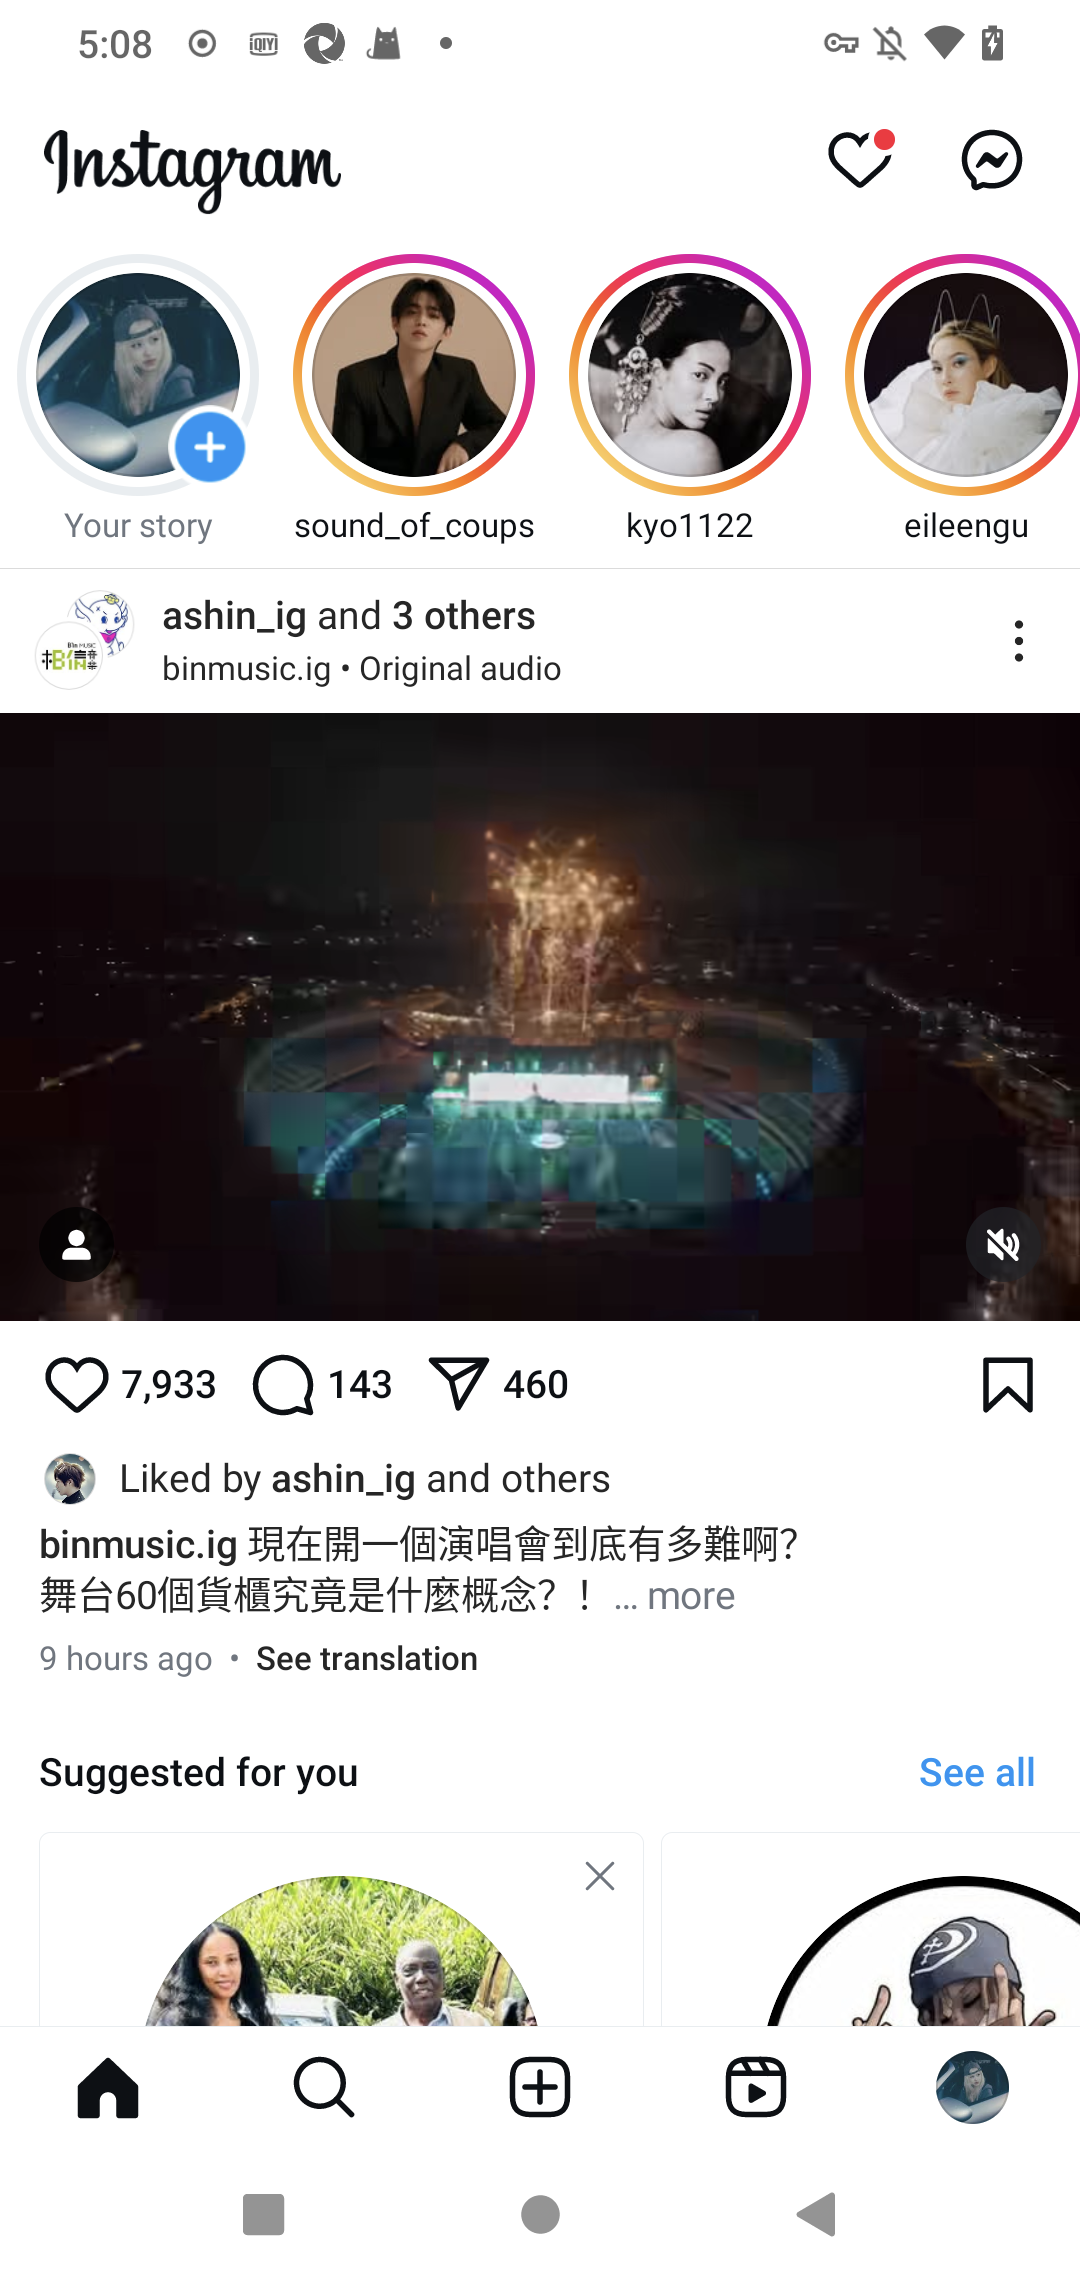 5:08
iQIYI
Instagram
Your story
sound_of_coups
kyo1122
eileengu
ashin_ig and 3 others
binmusic.ig • Original audio
7,933
143
460
Liked by ashin_ig and others
binmusic.ig 現在開一個演唱會到底有多難啊?
舞台60個貨櫃究竟是什麼概念？！ … more
9 hours ago • See translation
Suggested for you
See all